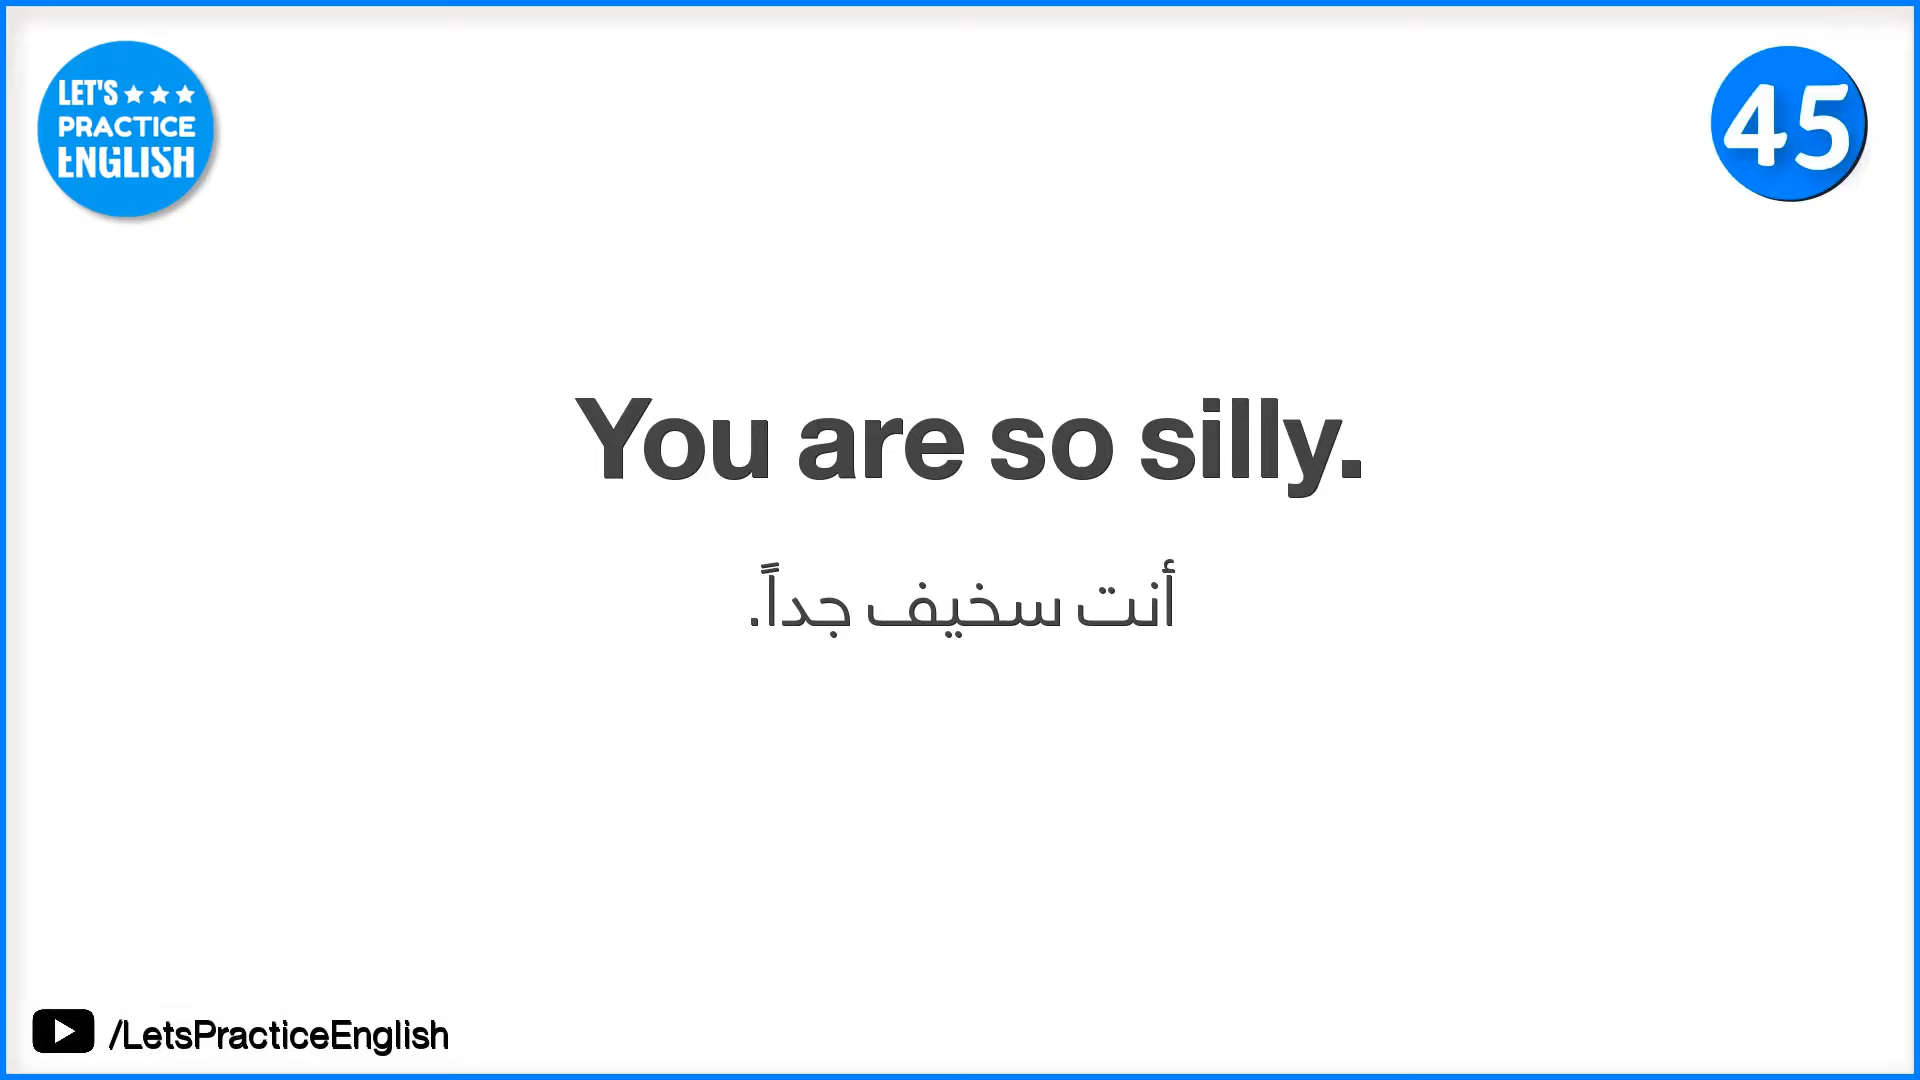 LET'S
PRACTICE
ENGLISH
45
You are so silly.
أنت سخيف جداً.
/LetsPracticeEnglish